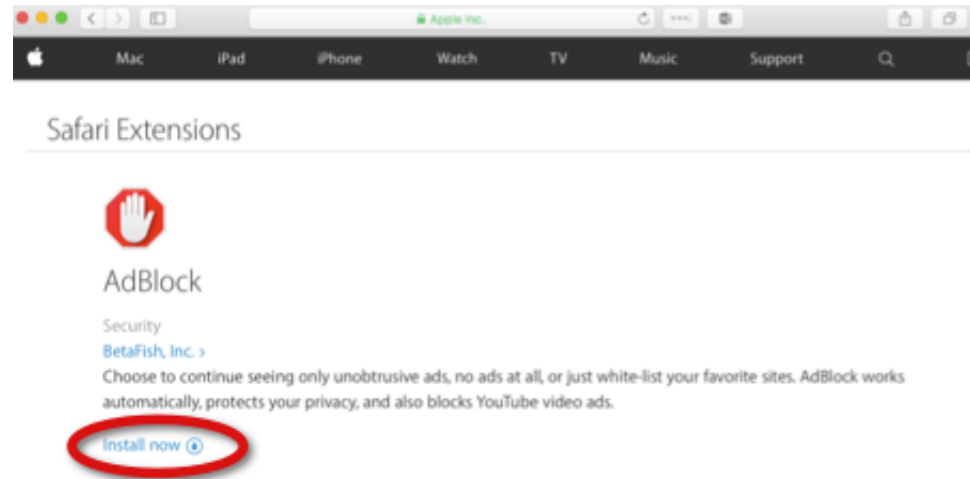 Apple Inc.
Mac iPad iPhone Watch TV Music Support
Safari Extensions
AdBlock
Security
BetaFish, Inc. ›
Choose to continue seeing only unobtrusive ads, no ads at all, or just white-list your favorite sites. AdBlock works
automatically, protects your privacy, and also blocks YouTube video ads.
Install now